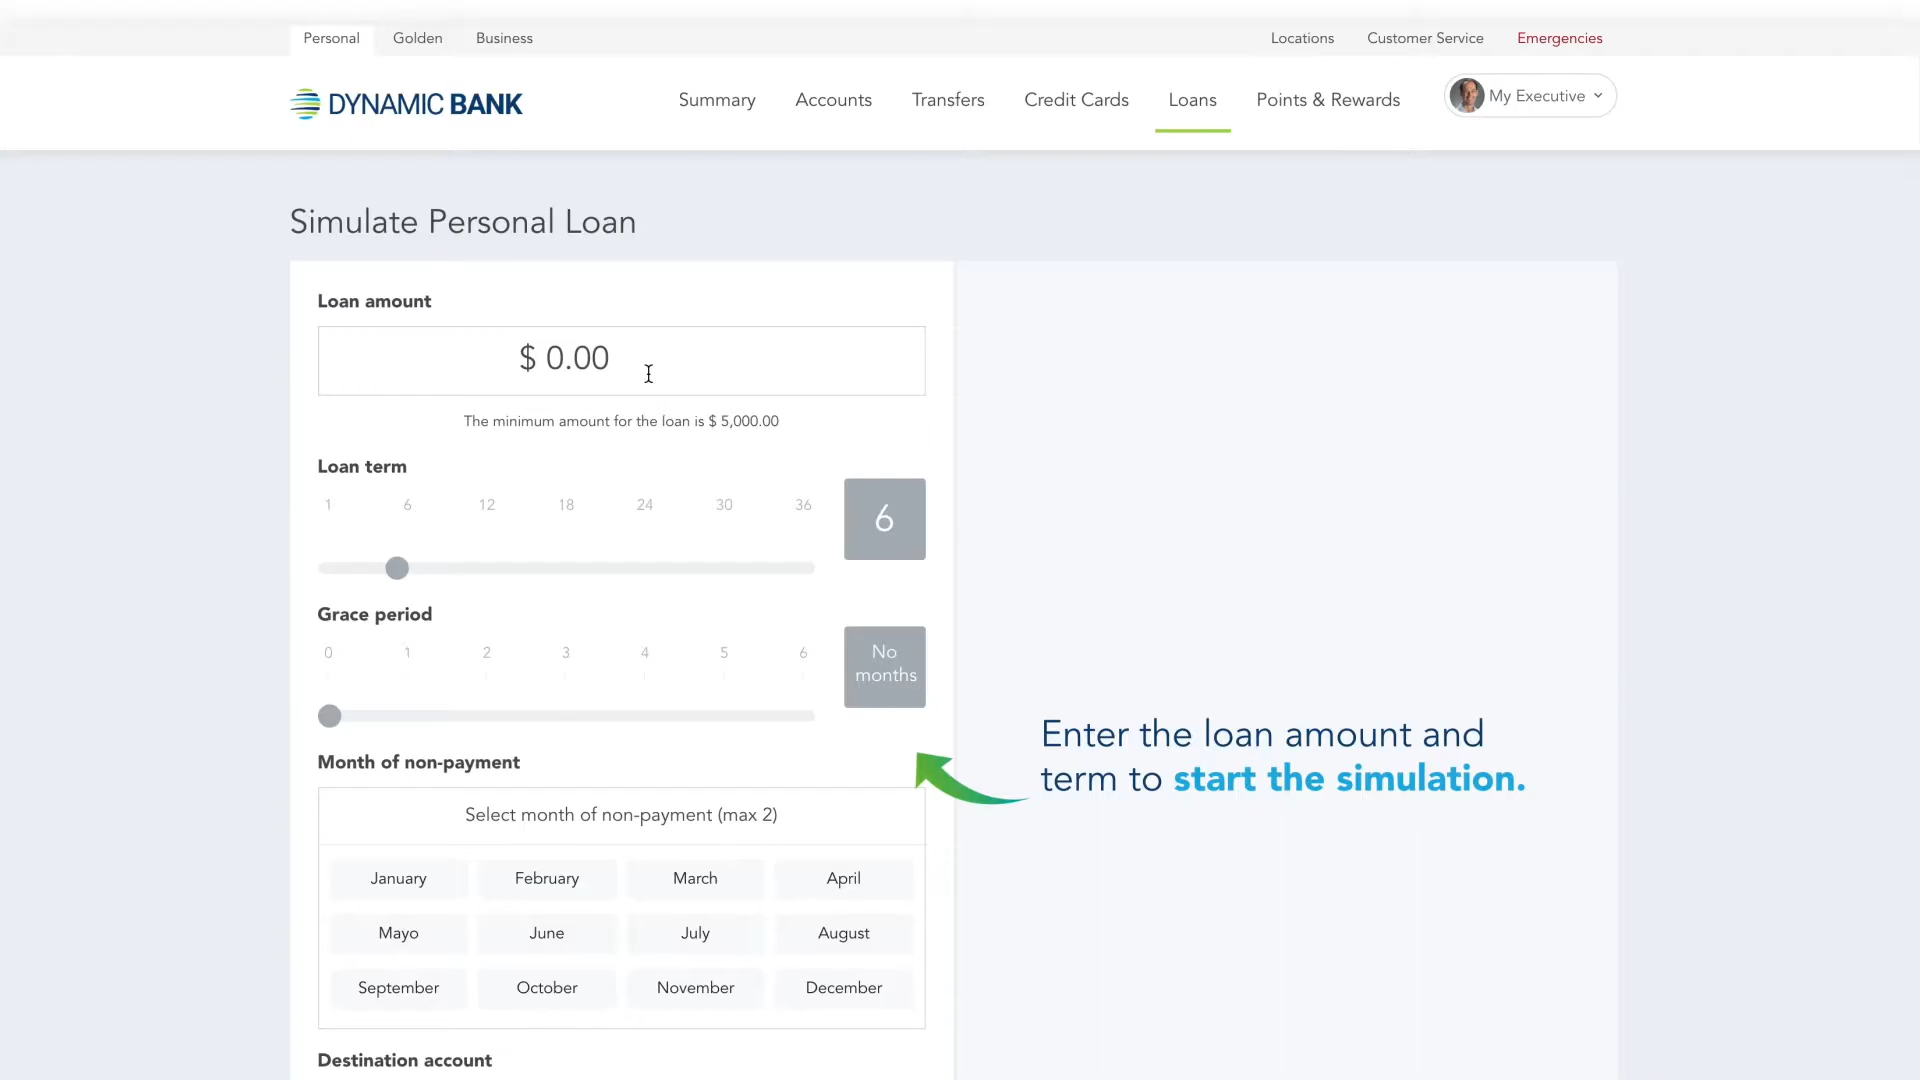 Personal Golden Business Locations Customer Service Emergencies
DYNAMIC BANK Summary Accounts Transfers Credit Cards Loans Points & Rewards My Executive
Simulate Personal Loan
Loan amount
$ 0.00
The minimum amount for the loan is $ 5,000.00
Loan term
1 6 12 18 24 30 36
6
Grace period
0 1 2 3 4 5 6
No
months
Enter the loan amount and
term to start the simulation.
Month of non-payment
Select month of non-payment (max 2)
January February March April
Mayo June July August
September October November December
Destination account